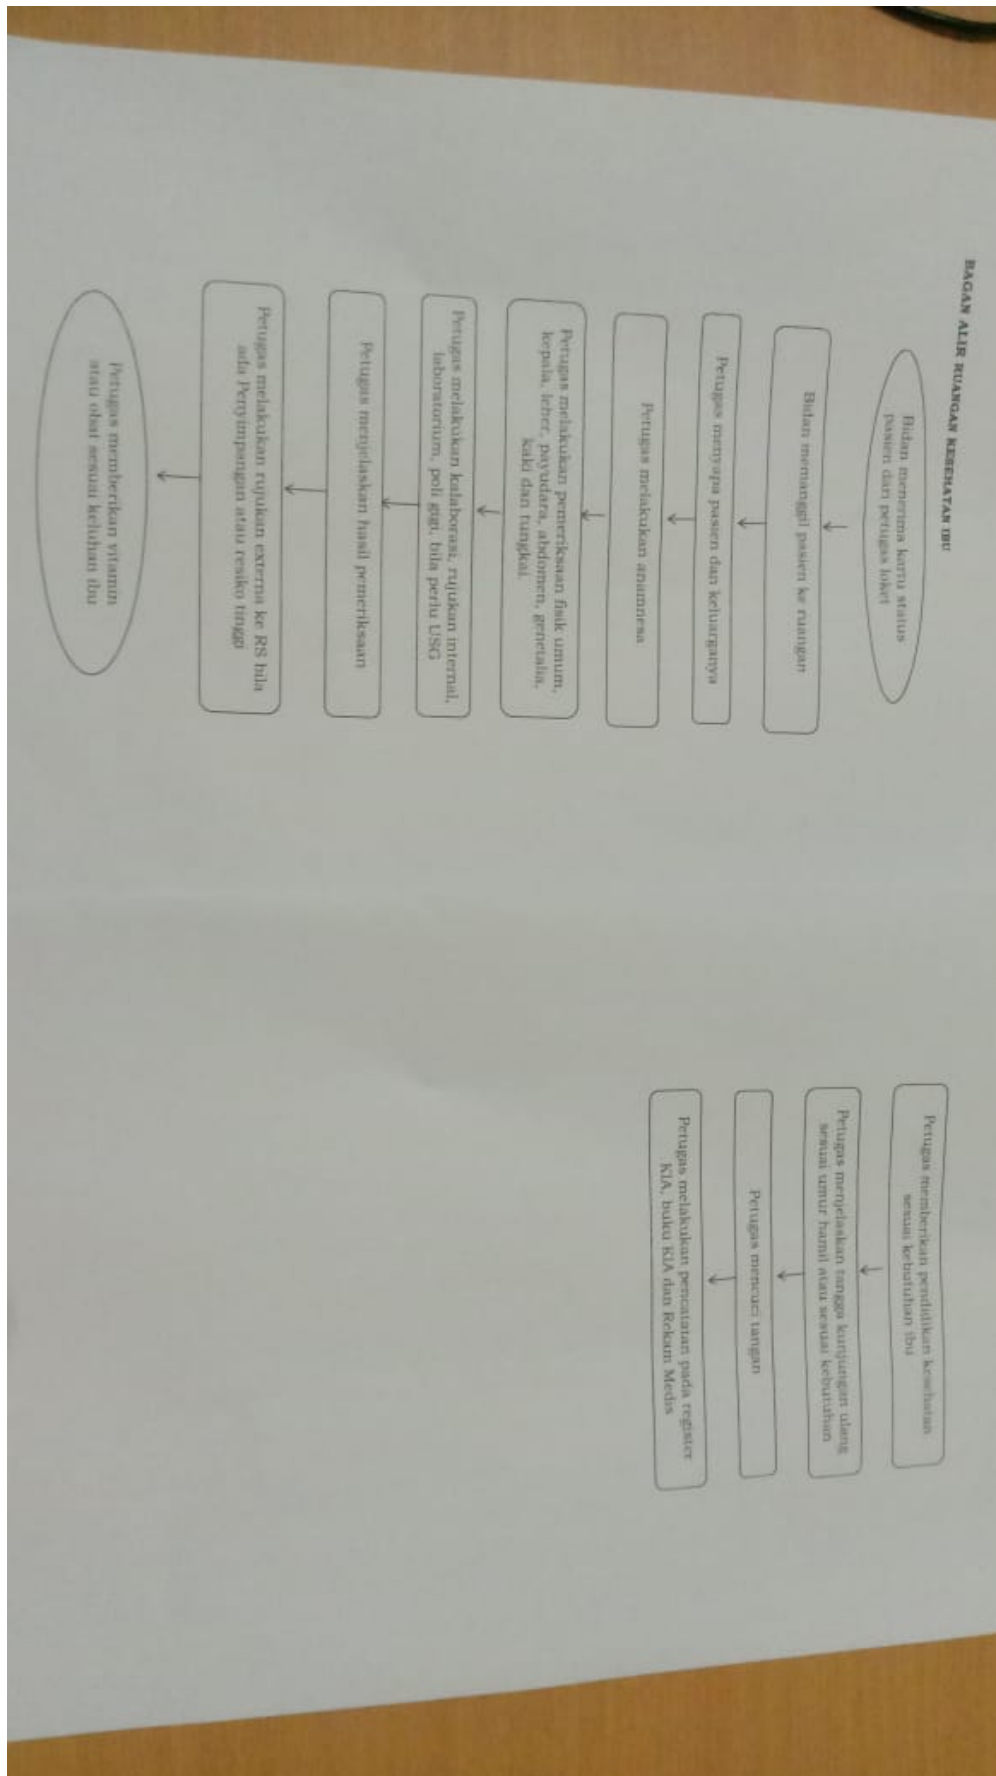 BAGAN ALIR RUANGAN KESEHATAN IBU
Bidan menerima kartu status
pasien dari petugas loket
Bidan memanggil pasien ke ruangan
Petugas menyapa pasien dan keluarganya
Petugas melakukan anamnesa
Petugas melakukan pemeriksaan fisik umum,
kepala, leher, payudara, abdomen, genetalia,
kaki dan tungkai.
Petugas melakukan kalaborasi, rujukan internal,
laboratorium, poli gigi, bila perlu USG
Petugas menjelaskan hasil pemeriksaan
Petugas melakukan rujukan externa ke RS bila
ada Penyimpangan atau resiko tinggi
Petugas memberikan vitamin
atau obat sesuai keluhan ibu
Petugas memberikan pendidikan kesehatan
sesuai kebutuhan ibu
Petugas menjelaskan tangga kunjungan ulang
sesuai umur hamil atau sesuai kebutuhan
Petugas mencuci tangan
Petugas melakukan pencatatan pada register
KIA, buku KIA dan Rekam Medis